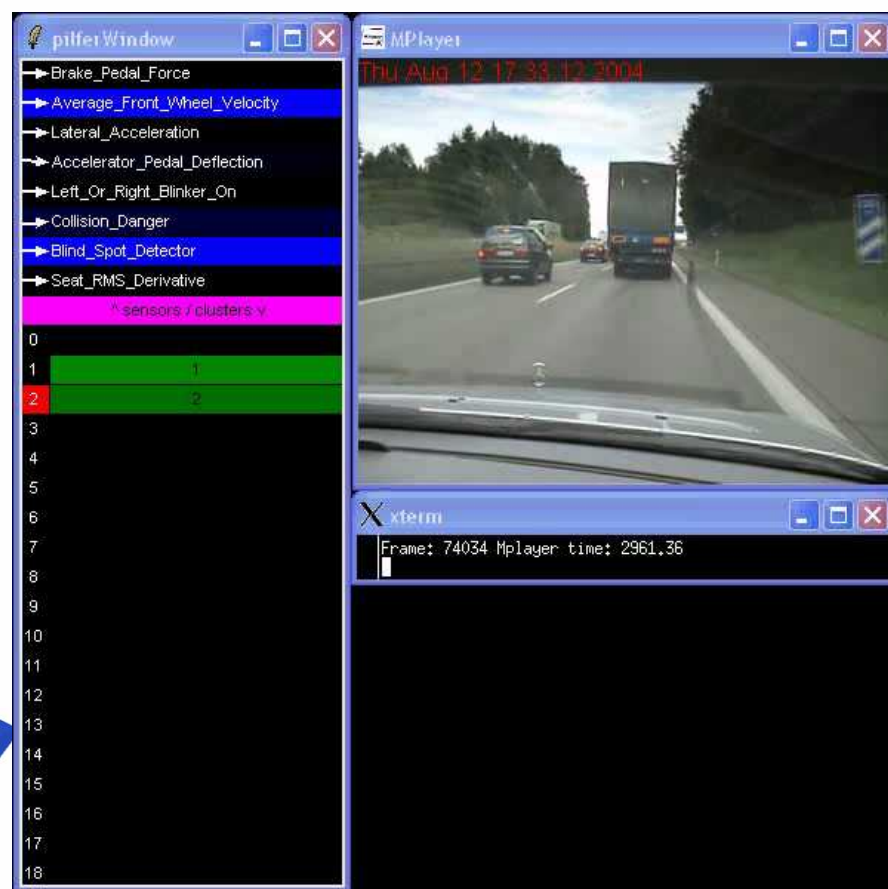 pilferWindow
Brake_Pedal_Force
Average_Front_Wheel_Velocity
Lateral_Acceleration
Accelerator_Pedal_Deflection
Left_Or_Right_Blinker_On
Collision_Danger
Blind_Spot_Detector
Seat_RMS_Derivative
^ sensors / clusters v
0
1 1
2 2
3
4
5
6
7
8
9
10
11
12
13
14
15
16
17
18
MPlayer
Thu Aug 12 17 33 12 2004
xterm
Frame: 74034 Mplayer time: 2961.36